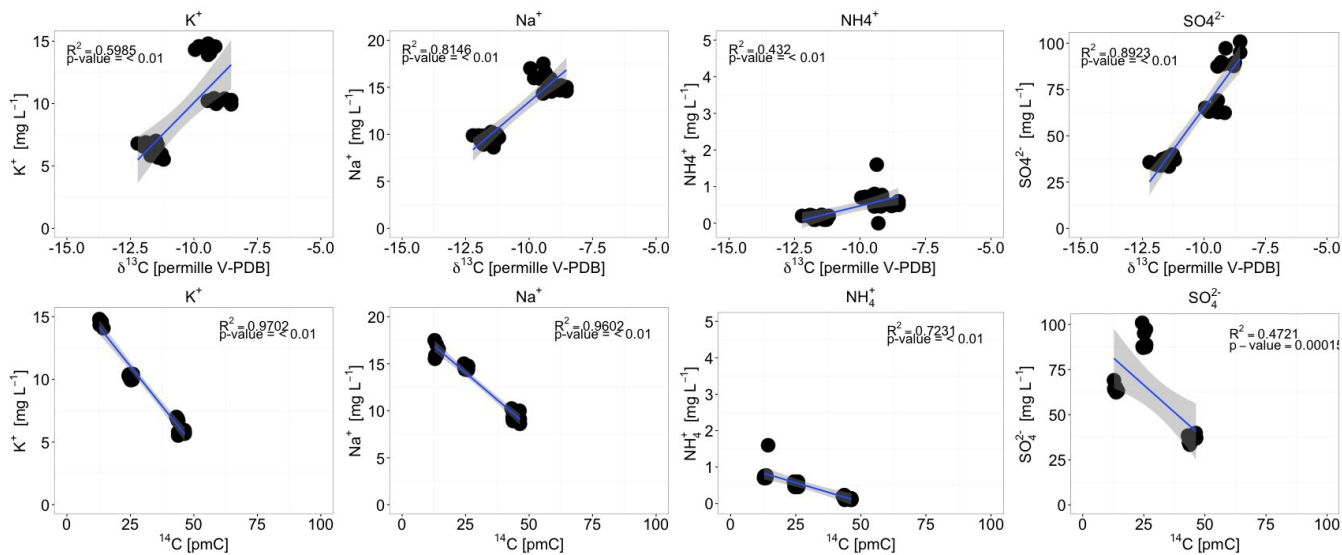 K⁺
R² = 0.5985
p-value = < 0.01
15
10
5
0
K⁺ [mg L⁻¹]
-15.0 -12.5 -10.0 -7.5 -5.0
δ¹³C [permille V-PDB]
Na⁺
R² = 0.8146
p-value = < 0.01
20
15
10
5
0
Na⁺ [mg L⁻¹]
-15.0 -12.5 -10.0 -7.5 -5.0
δ¹³C [permille V-PDB]
NH4⁺
R² = 0.432
p-value = < 0.01
5
4
3
2
1
0
NH4⁺ [mg L⁻¹]
-15.0 -12.5 -10.0 -7.5 -5.0
δ¹³C [permille V-PDB]
SO4²⁻
R² = 0.8923
p-value = < 0.01
100
75
50
25
0
SO4²⁻ [mg L⁻¹]
-15.0 -12.5 -10.0 -7.5 -5.0
δ¹³C [permille V-PDB]
K⁺
R² = 0.9702
p-value = < 0.01
15
10
5
0
K⁺ [mg L⁻¹]
0 25 50 75 100
¹⁴C [pmC]
Na⁺
R² = 0.9602
p-value = < 0.01
20
15
10
5
0
Na⁺ [mg L⁻¹]
0 25 50 75 100
¹⁴C [pmC]
NH₄⁺
R² = 0.7231
p-value = < 0.01
5
4
3
2
1
0
NH₄⁺ [mg L⁻¹]
0 25 50 75 100
¹⁴C [pmC]
SO₄²⁻
R² = 0.4721
p − value = 0.00015
100
75
50
25
0
SO₄²⁻ [mg L⁻¹]
0 25 50 75 100
¹⁴C [pmC]